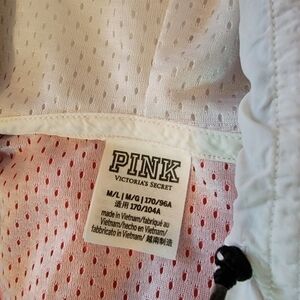 PINK
VICTORIA'S SECRET
M/L | M/G | 170/96A
适用 170/104A
made in Vietnam/fabriqué au
Vietnam/hecho en Vietnam/
fabbricato in Vietnam/ 越南制造